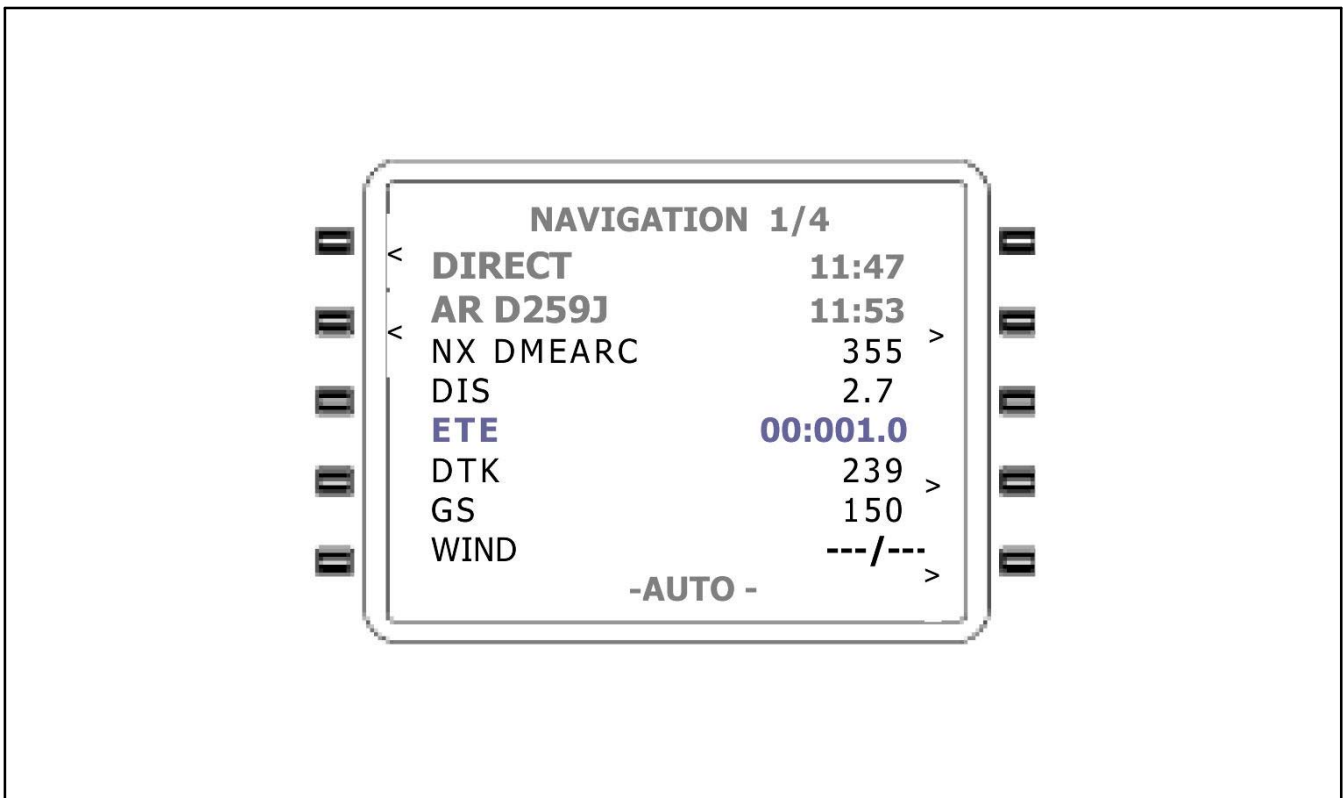 NAVIGATION 1/4
< DIRECT 11:47
AR D259J 11:53
< NX DMEARC 355 >
DIS 2.7
ETE 00:001.0
DTK 239 >
GS 150
WIND ---/---
-AUTO - >